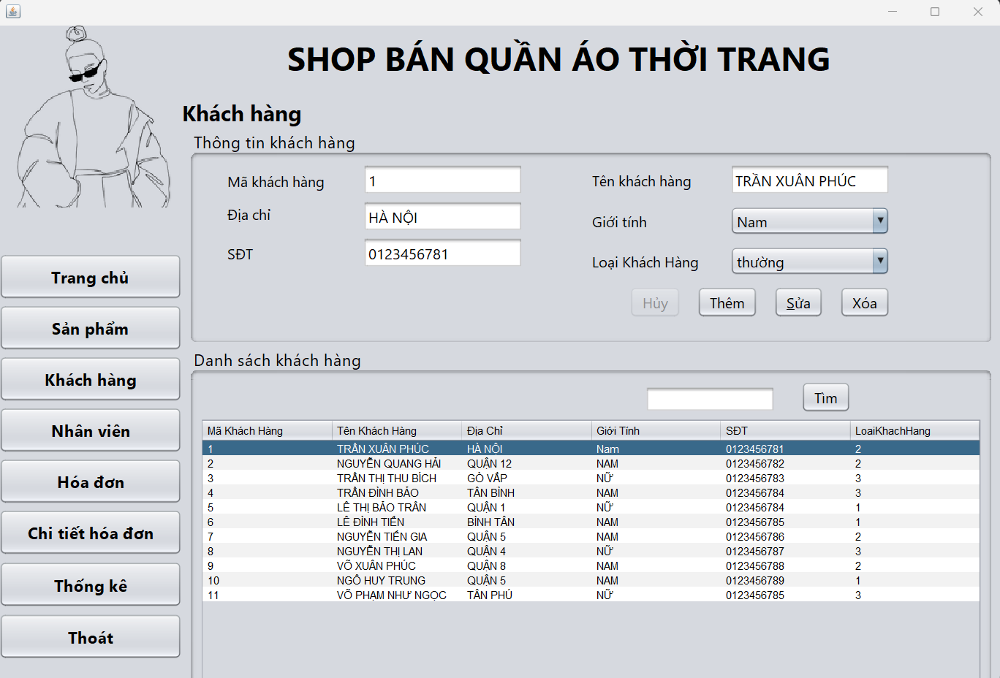 SHOP BÁN QUẦN ÁO THỜI TRANG
Khách hàng
Thông tin khách hàng
Mã khách hàng 1 Tên khách hàng TRẦN XUÂN PHÚC
Địa chỉ HÀ NỘI Giới tính Nam
SĐT 0123456781 Loại Khách Hàng thường
Hủy Thêm Sửa Xóa
Trang chủ
Sản phẩm
Khách hàng
Nhân viên
Hóa đơn
Chi tiết hóa đơn
Thống kê
Thoát
Danh sách khách hàng
Tìm
Mã Khách Hàng Tên Khách Hàng Địa Chỉ Giới Tính SĐT LoaiKhachHang
1 TRẦN XUÂN PHÚC HÀ NỘI Nam 0123456781 2
2 NGUYỄN QUANG HẢI QUẬN 12 NAM 0123456782 2
3 TRẦN THỊ THU BÍCH GÒ VẤP NỮ 0123456783 3
4 TRẦN ĐÌNH BẢO TÂN BÌNH NAM 0123456784 3
5 LÊ THỊ BẢO TRÂN QUẬN 1 NỮ 0123456784 1
6 LÊ ĐÌNH TIẾN BÌNH TÂN NAM 0123456785 1
7 NGUYỄN TIẾN GIA QUẬN 5 NAM 0123456786 2
8 NGUYỄN THỊ LAN QUẬN 4 NỮ 0123456787 3
9 VÕ XUÂN PHÚC QUẬN 8 NAM 0123456788 2
10 NGÔ HUY TRUNG QUẬN 5 NAM 0123456789 1
11 VÕ PHẠM NHƯ NGỌC TÂN PHÚ NỮ 0123456785 3